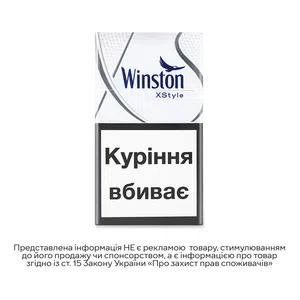 Winston
XStyle
Куріння
вбиває
Представлена інформація НЕ є рекламою товару, стимулюванням
до його продажу чи спонсорством, а є інформацією про товар
згідно із ст. 15 Закону України «Про захист прав споживачів»